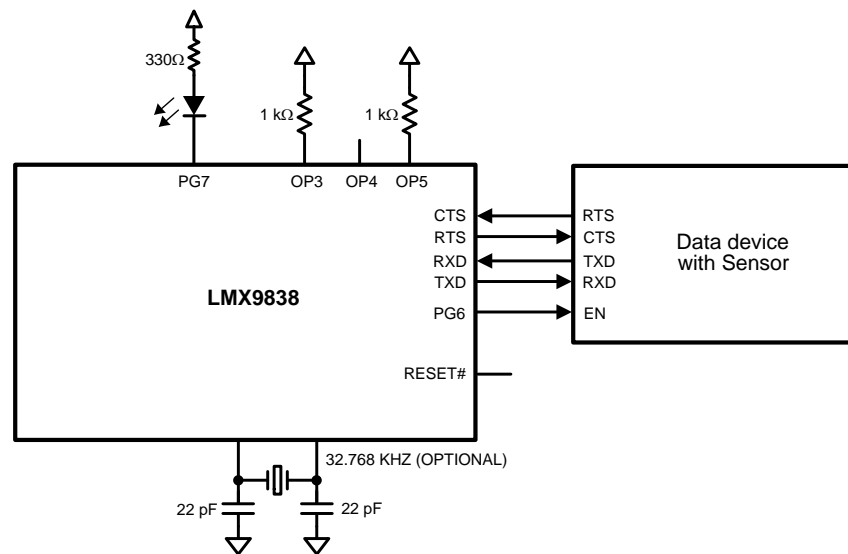 330Ω
1 kΩ
1 kΩ
PG7
OP3
OP4
OP5
CTS
RTS
RXD
TXD
PG6
RESET#
LMX9838
RTS
CTS
TXD
RXD
EN
Data device
with Sensor
32.768 KHZ (OPTIONAL)
22 pF
22 pF